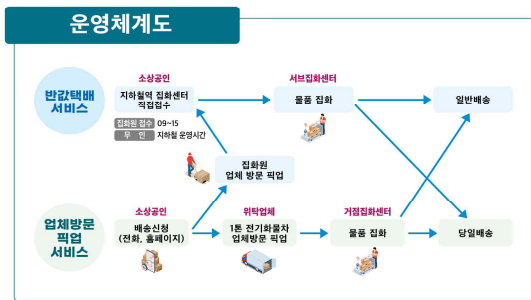 운영체계도
반값택배
서비스
소상공인
지하철역 집화센터
직접접수
집화원 접수 09~15
무 인 지하철 운영시간
서브집화센터
물품 집화
일반배송
집화원
업체 방문 픽업
업체방문
픽업
서비스
소상공인
배송신청
(전화, 홈페이지)
위탁업체
1톤 전기화물차
업체방문 픽업
거점집화센터
물품 집화
당일배송